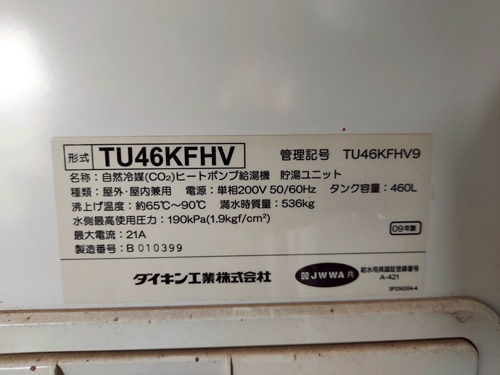 形式 TU46KFHV 管理記号 TU46KFHV9
名称：自然冷媒(CO₂)ヒートポンプ給湯機 貯湯ユニット
種類：屋外・屋内兼用 電源：単相200V 50/60Hz タンク容量：460L
沸上げ温度：約65℃～90℃ 満水時質量：536kg
水側最高使用圧力：190kPa(1.9kgf/cm²)
最大電流：21A
09年製
製造番号：B 010399
ダイキン工業株式会社
JWWA 共
給水用具認証登録番号
A-421
3P250204-4